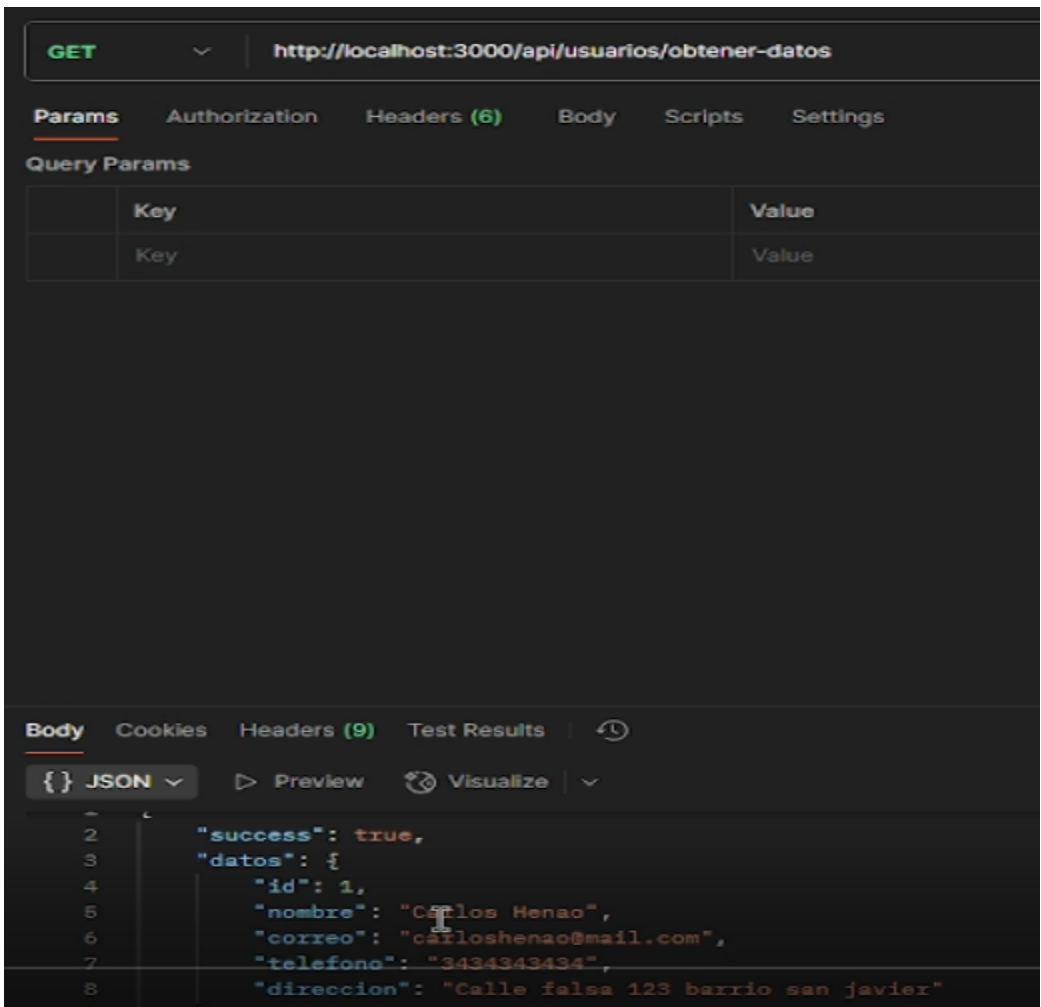 GET http://localhost:3000/api/usuarios/obtener-datos
Params Authorization Headers (6) Body Scripts Settings
Query Params
Key Value
Key Value
Body Cookies Headers (9) Test Results
{} JSON Preview Visualize
1 {
2 "success": true,
3 "datos": {
4 "id": 1,
5 "nombre": "Carlos Henao",
6 "correo": "carloshenao@mail.com",
7 "telefono": "3434343434",
8 "direccion": "Calle falsa 123 barrio san javier"